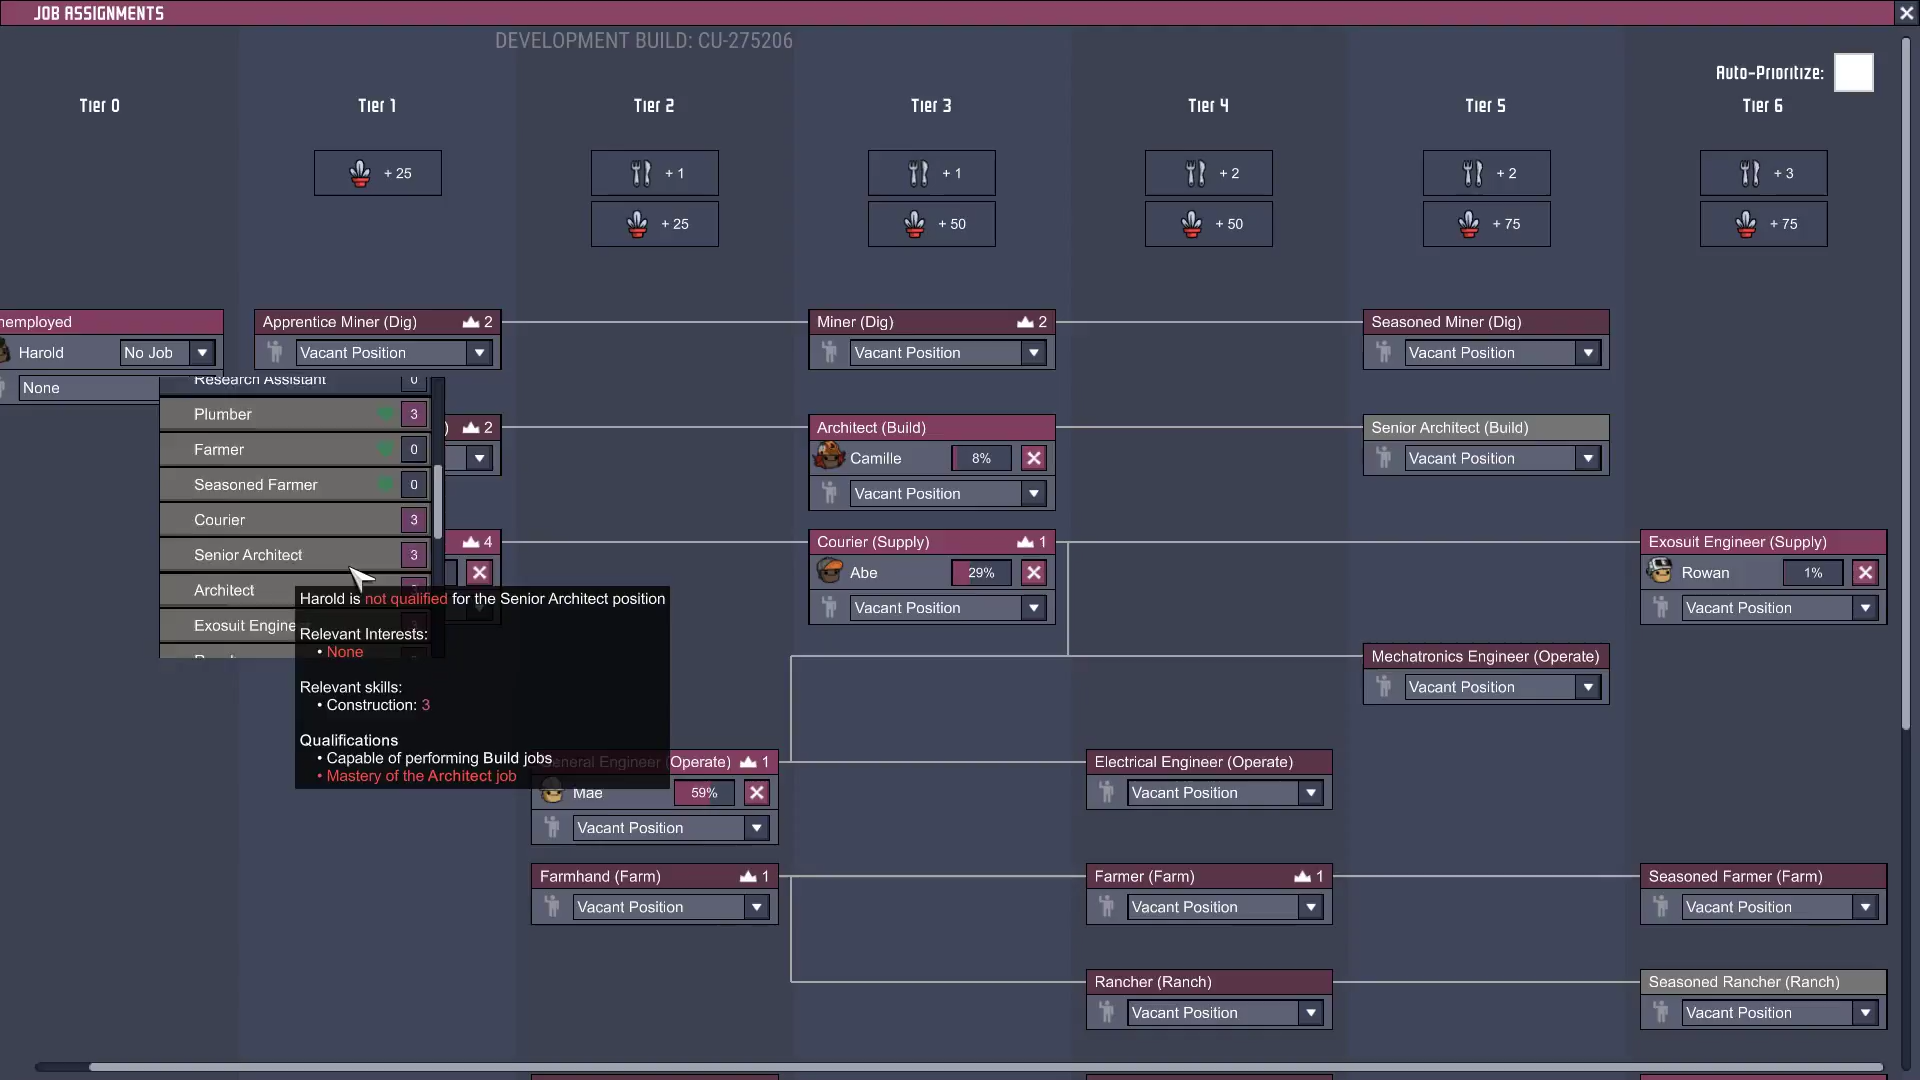 JOB ASSIGNMENTS
DEVELOPMENT BUILD: CU-275206
Auto-Prioritize:
Tier 0
Tier 1
Tier 2
Tier 3
Tier 4
Tier 5
Tier 6
+ 25
+ 1
+ 1
+ 2
+ 2
+ 3
+ 25
+ 50
+ 50
+ 75
+ 75
nemployed
Harold
No Job
None
Apprentice Miner (Dig) 2
Vacant Position
Miner (Dig) 2
Vacant Position
Seasoned Miner (Dig)
Vacant Position
Research Assistant 0
Plumber 3
Farmer 0
Seasoned Farmer 0
Courier 3
Senior Architect 3
Architect
Exosuit Engine
) 2
Architect (Build)
Camille 8%
Vacant Position
Senior Architect (Build)
Vacant Position
4
Courier (Supply) 1
Abe 29%
Vacant Position
Exosuit Engineer (Supply)
Rowan 1%
Vacant Position
Harold is not qualified for the Senior Architect position
Relevant Interests:
• None
Relevant skills:
• Construction: 3
Qualifications
• Capable of performing Build jobs
• Mastery of the Architect job
Mechatronics Engineer (Operate)
Vacant Position
General Engineer (Operate) 1
Mae 59%
Vacant Position
Electrical Engineer (Operate)
Vacant Position
Farmhand (Farm) 1
Vacant Position
Farmer (Farm) 1
Vacant Position
Seasoned Farmer (Farm)
Vacant Position
Rancher (Ranch)
Vacant Position
Seasoned Rancher (Ranch)
Vacant Position